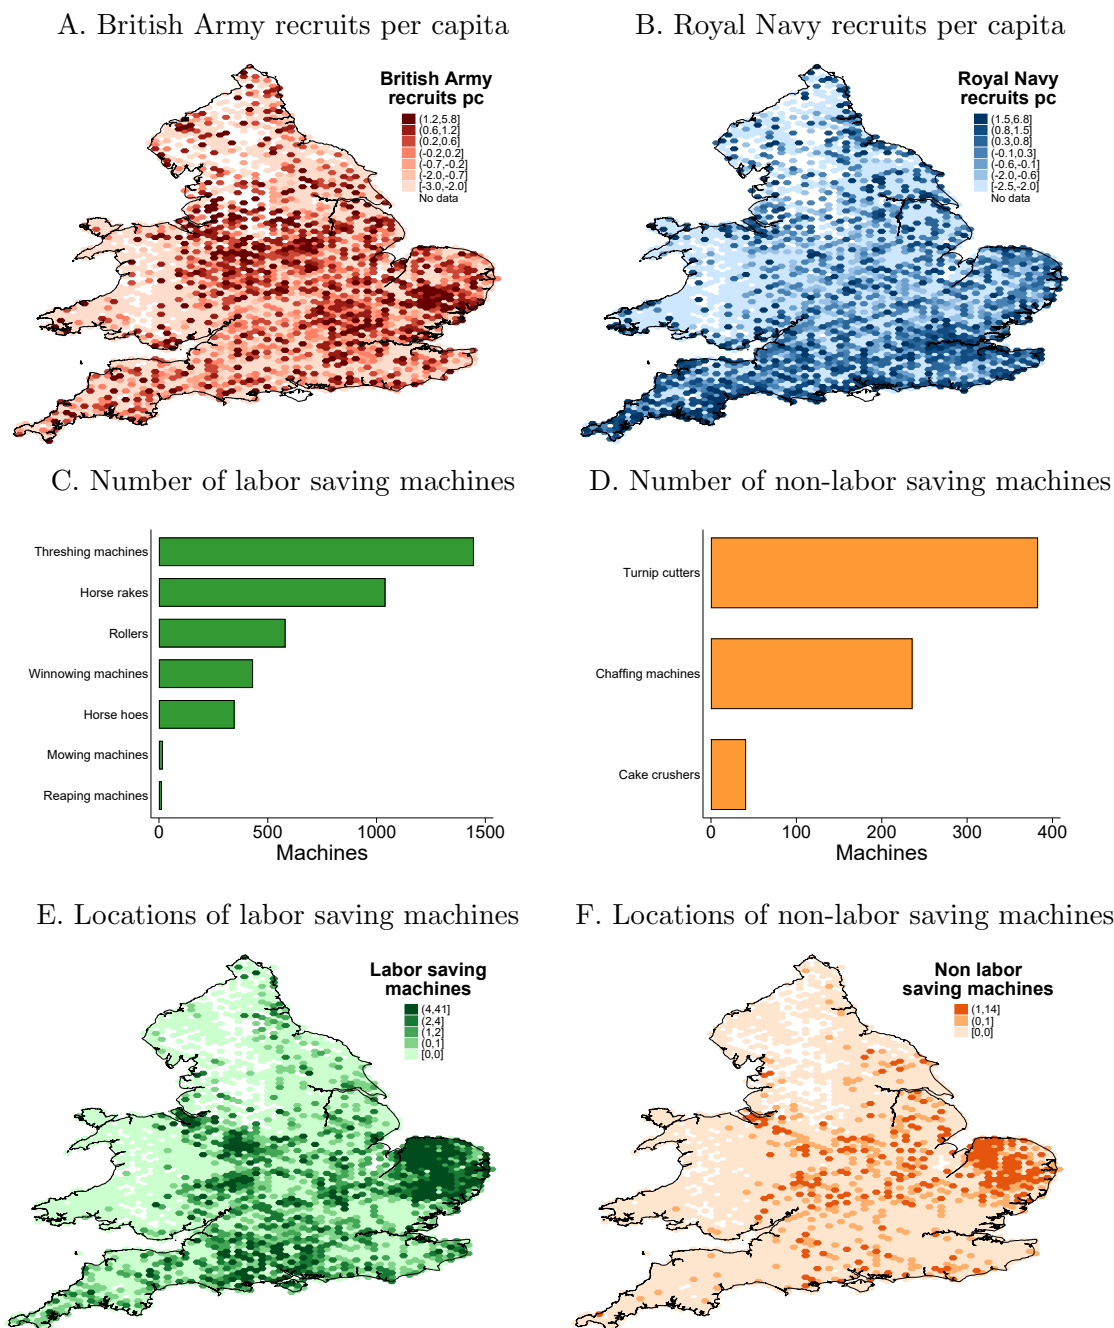 A. British Army recruits per capita
B. Royal Navy recruits per capita
British Army
recruits pc
(1.2,5.8]
(0.6,1.2]
(0.2,0.6]
(-0.2,0.2]
(-0.7,-0.2]
(-2.0,-0.7]
[-3.0,-2.0]
No data
Royal Navy
recruits pc
(1.5,6.8]
(0.8,1.5]
(0.3,0.8]
(-0.1,0.3]
(-0.6,-0.1]
(-2.0,-0.6]
[-2.5,-2.0]
No data
C. Number of labor saving machines
D. Number of non-labor saving machines
Threshing machines
Horse rakes
Rollers
Winnowing machines
Horse hoes
Mowing machines
Reaping machines
0 500 1000 1500
Machines
Turnip cutters
Chaffing machines
Cake crushers
0 100 200 300 400
Machines
E. Locations of labor saving machines
F. Locations of non-labor saving machines
Labor saving
machines
(4,41]
(2,4]
(1,2]
(0,1]
[0,0]
Non labor
saving machines
(1,14]
(0,1]
[0,0]